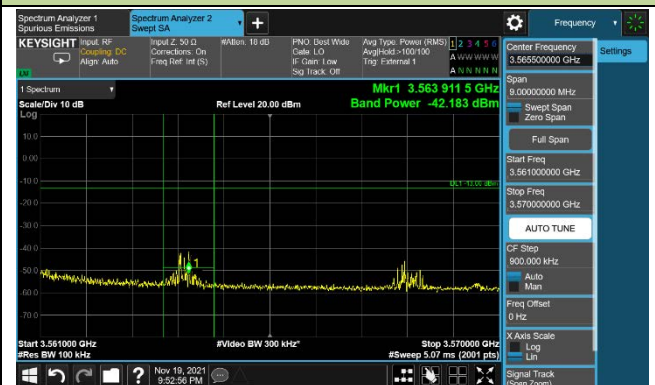 Spectrum Analyzer 1
Spurious Emissions
Spectrum Analyzer 2
Swept SA
+
Frequency
KEYSIGHT
Input: RF
Coupling: DC
Align: Auto
Input Z: 50 Ω
Corrections: On
Freq Ref: Int (S)
#Atten: 10 dB
PNO: Best Wide
Gate: LO
IF Gain: Low
Sig Track: Off
Avg Type: Power (RMS)
Avg|Hold:>100/100
Trig: External 1
1 2 3 4 5 6
A W W W W W
A N N N N N
LW
Center Frequency
3.565500000 GHz
Settings
1 Spectrum
Scale/Div 10 dB
Ref Level 20.00 dBm
Mkr1 3.563 911 5 GHz
Band Power -42.183 dBm
Span
9.00000000 MHz
Swept Span
Zero Span
Full Span
Start Freq
3.561000000 GHz
Stop Freq
3.570000000 GHz
AUTO TUNE
CF Step
900.000 kHz
Auto
Man
Freq Offset
0 Hz
X Axis Scale
Log
Lin
Signal Track
(Span Zoom)
Log
10.0
0.00
-10.0
DL1 -13.00 dBm
-20.0
-30.0
-40.0
1
-50.0
-60.0
-70.0
Start 3.561000 GHz
#Res BW 100 kHz
#Video BW 300 kHz*
Stop 3.570000 GHz
#Sweep 5.07 ms (2001 pts)
?
Nov 19, 2021
9:52:56 PM